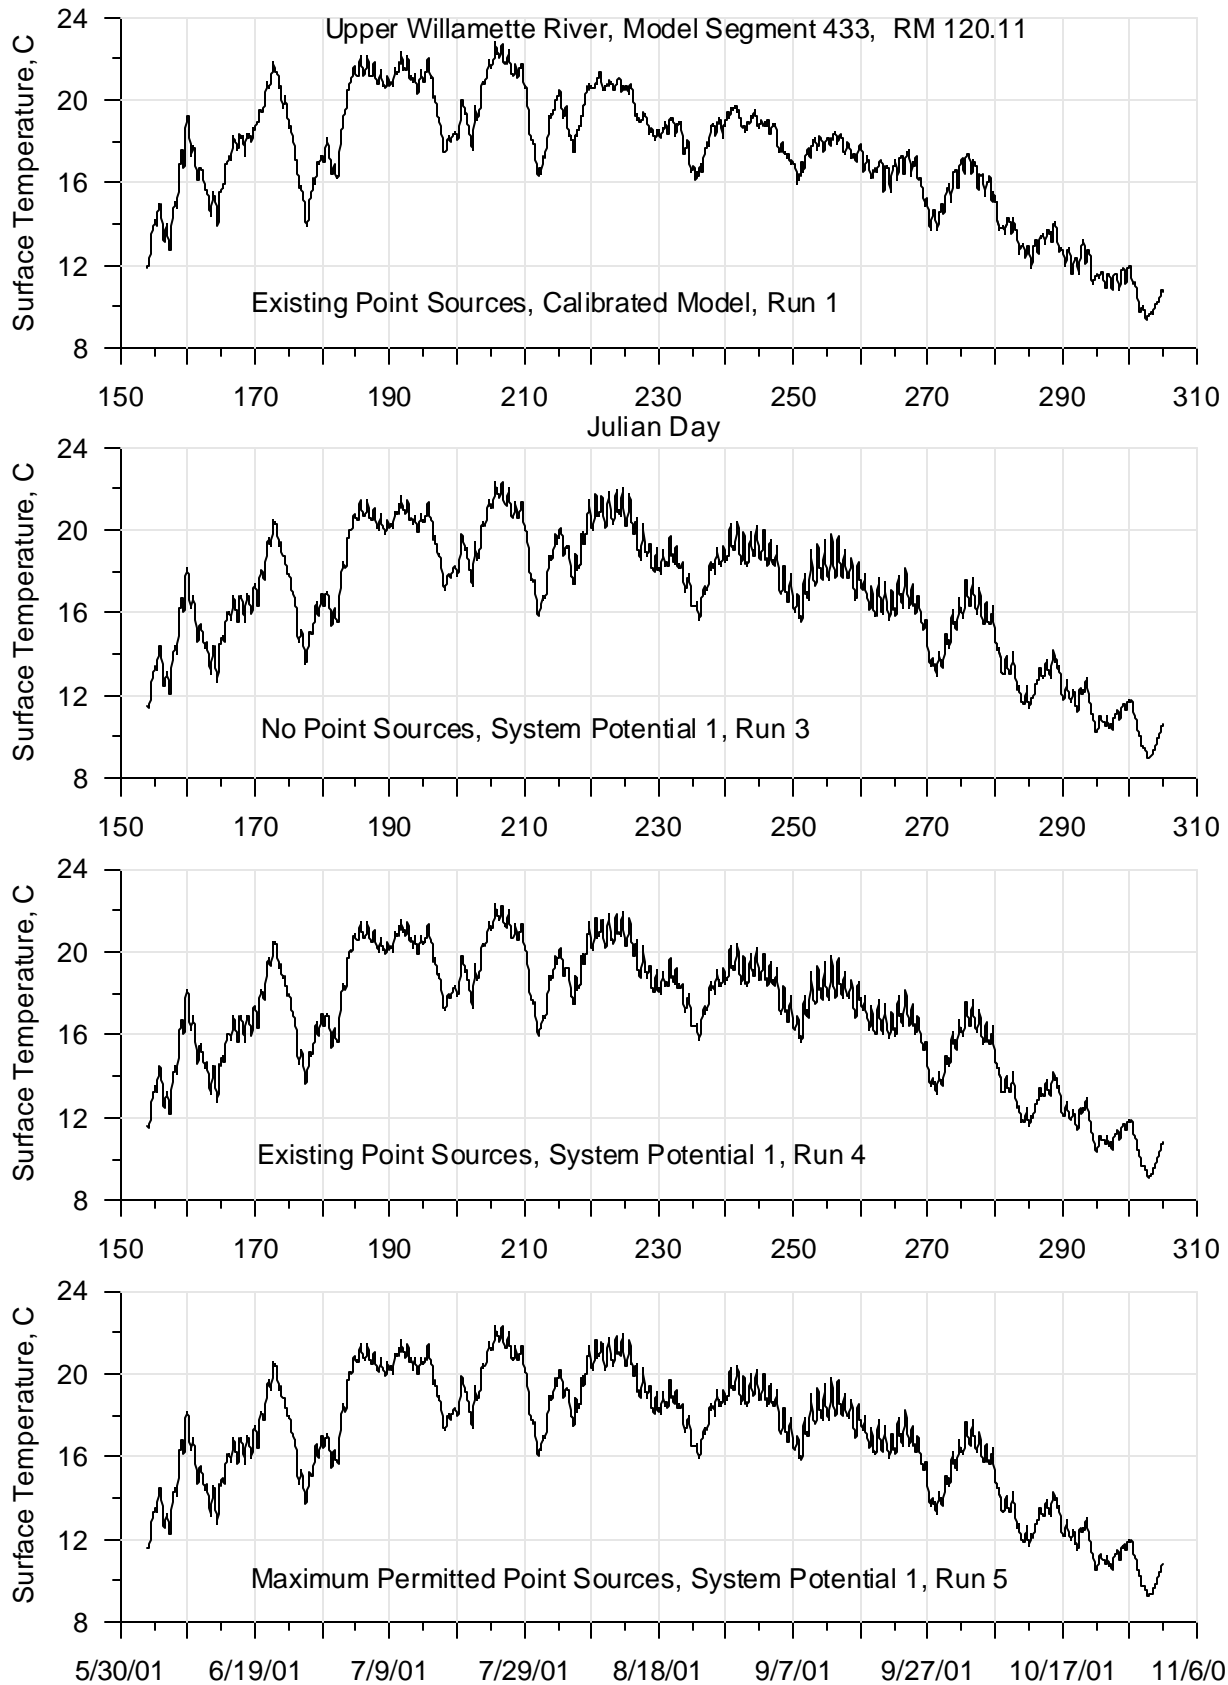 Upper Willamette River, Model Segment 433, RM 120.11
Surface Temperature, C
24
20
16
12
8
Existing Point Sources, Calibrated Model, Run 1
150 170 190 210 230 250 270 290 310
Julian Day
Surface Temperature, C
24
20
16
12
8
No Point Sources, System Potential 1, Run 3
150 170 190 210 230 250 270 290 310
Surface Temperature, C
24
20
16
12
8
Existing Point Sources, System Potential 1, Run 4
150 170 190 210 230 250 270 290 310
Surface Temperature, C
24
20
16
12
8
Maximum Permitted Point Sources, System Potential 1, Run 5
5/30/01 6/19/01 7/9/01 7/29/01 8/18/01 9/7/01 9/27/01 10/17/01 11/6/0